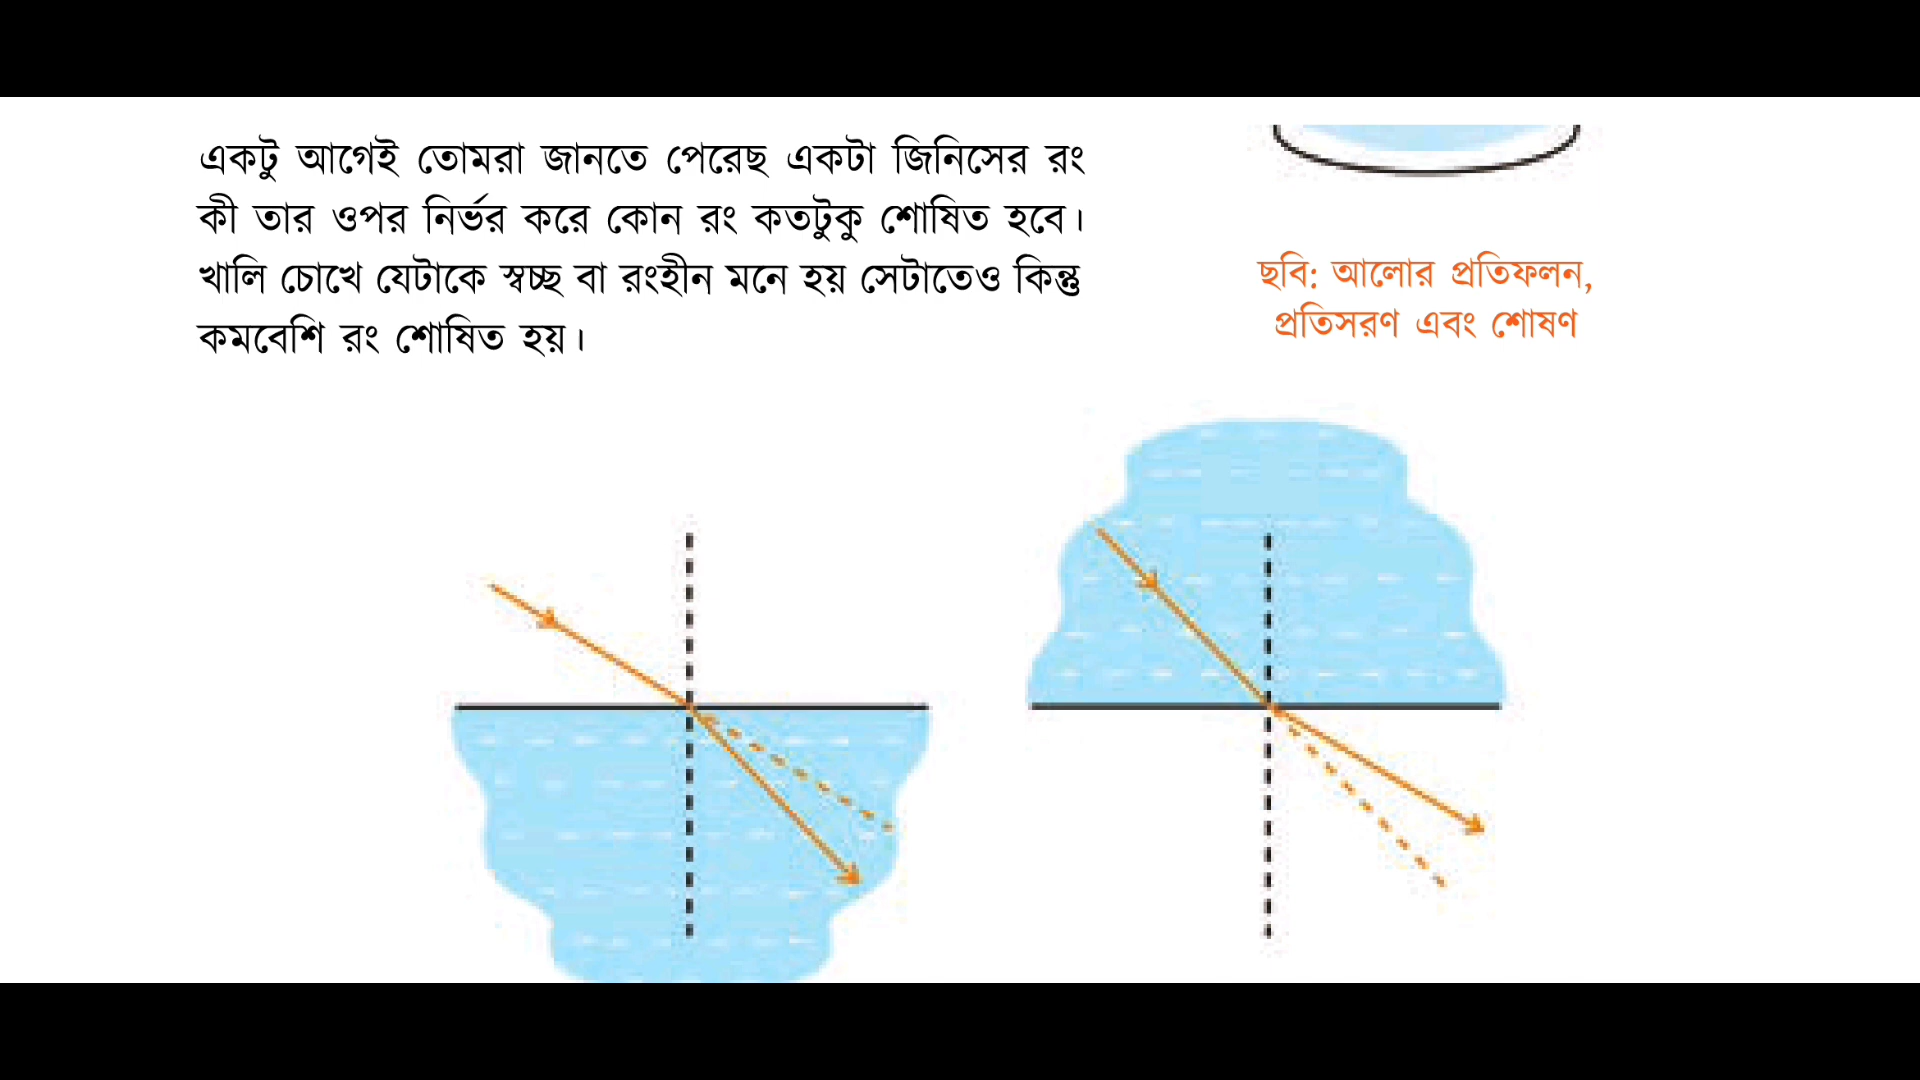 একটু আগেই তোমরা জানতে পেরেছ একটা জিনিসের রং
কী তার ওপর নির্ভর করে কোন রং কতটুকু শোষিত হবে।
খালি চোখে যেটাকে স্বচ্ছ বা রংহীন মনে হয় সেটাতেও কিন্তু
কমবেশি রং শোষিত হয়।
ছবি: আলোর প্রতিফলন,
প্রতিসরণ এবং শোষণ